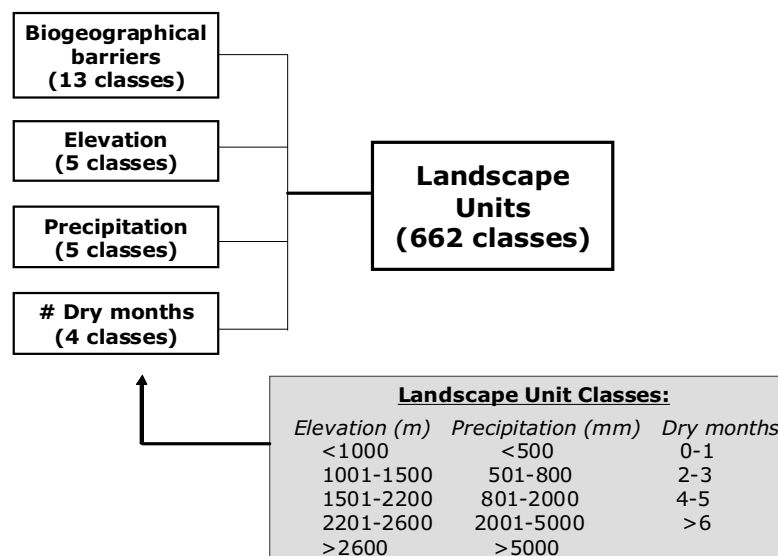 Biogeographical
barriers
(13 classes)
Elevation
(5 classes)
Precipitation
(5 classes)
# Dry months
(4 classes)
Landscape
Units
(662 classes)
Landscape Unit Classes:
Elevation (m) Precipitation (mm) Dry months
<1000 <500 0-1
1001-1500 501-800 2-3
1501-2200 801-2000 4-5
2201-2600 2001-5000 >6
>2600 >5000